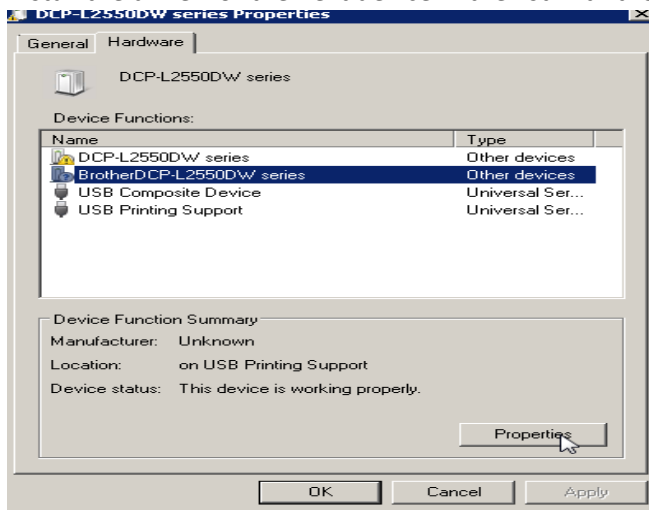 DCP-L2550DW series Properties
General Hardware
DCP-L2550DW series
Device Functions:
Name Type
DCP-L2550DW series Other devices
BrotherDCP-L2550DW series Other devices
USB Composite Device Universal Ser...
USB Printing Support Universal Ser...
Device Function Summary
Manufacturer: Unknown
Location: on USB Printing Support
Device status: This device is working properly.
Properties
OK Cancel Apply